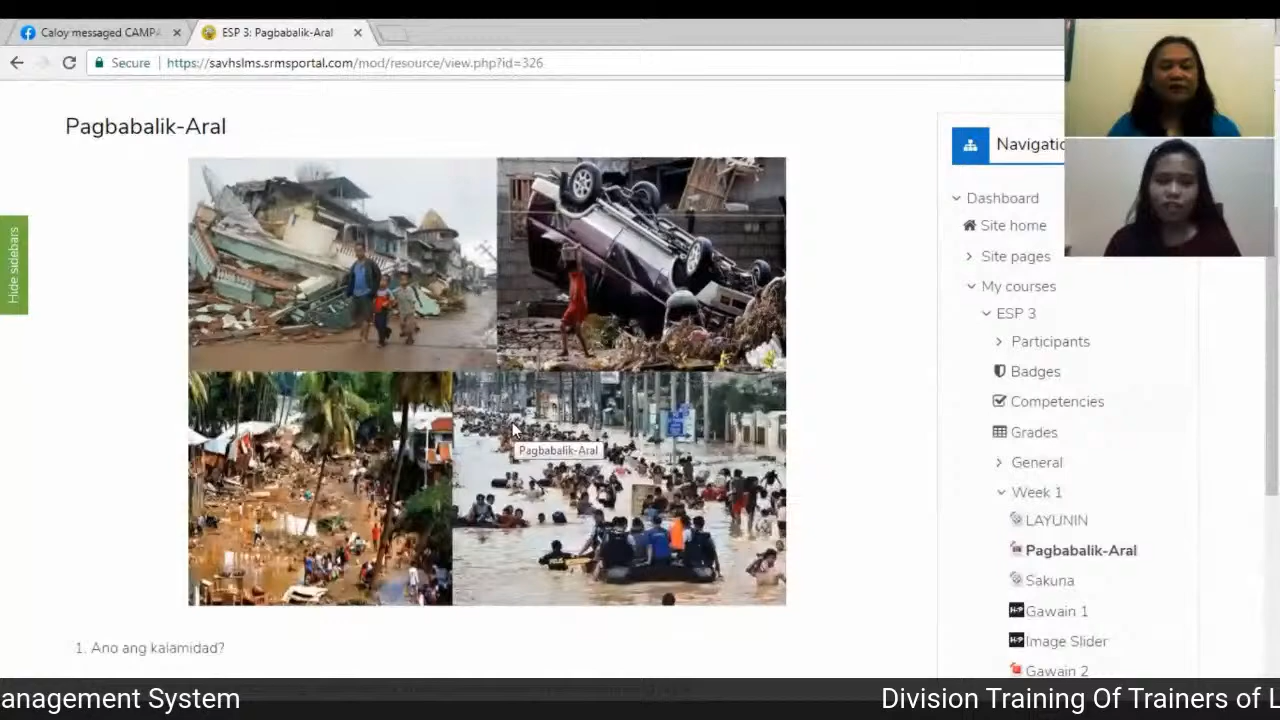 Caloy messaged CAMPA
ESP 3: Pagbabalik-Aral
Secure
https://savhslms.srmsportal.com/mod/resource/view.php?id=326
Pagbabalik-Aral
Hide sidebars
Pagbabalik-Aral
1. Ano ang kalamidad?
Navigatio
Dashboard
Site home
Site pages
My courses
ESP 3
Participants
Badges
Competencies
Grades
General
Week 1
LAYUNIN
Pagbabalik-Aral
Sakuna
Gawain 1
Image Slider
Gawain 2
anagement System
Division Training Of Trainers of L